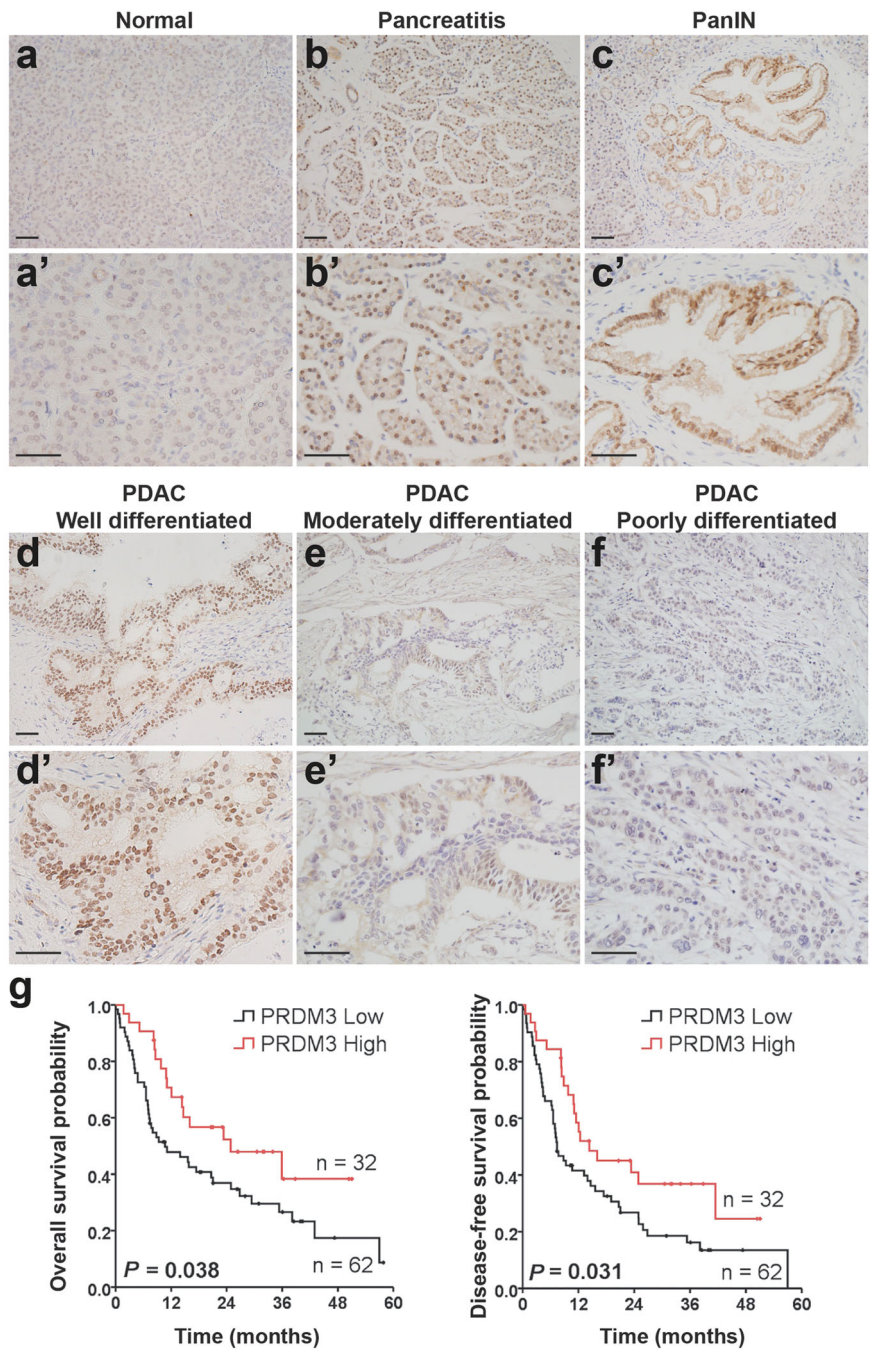 Normal
Pancreatitis
PanIN
a
b
c
a’
b’
c’
PDAC
Well differentiated
PDAC
Moderately differentiated
PDAC
Poorly differentiated
d
e
f
d'
e'
f'
g
Overall survival probability
1.0
0.8
0.6
0.4
0.2
0.0
PRDM3 Low
PRDM3 High
n = 32
n = 62
P = 0.038
0 12 24 36 48 60
Time (months)
Disease-free survival probability
1.0
0.8
0.6
0.4
0.2
0.0
PRDM3 Low
PRDM3 High
n = 32
n = 62
P = 0.031
0 12 24 36 48 60
Time (months)